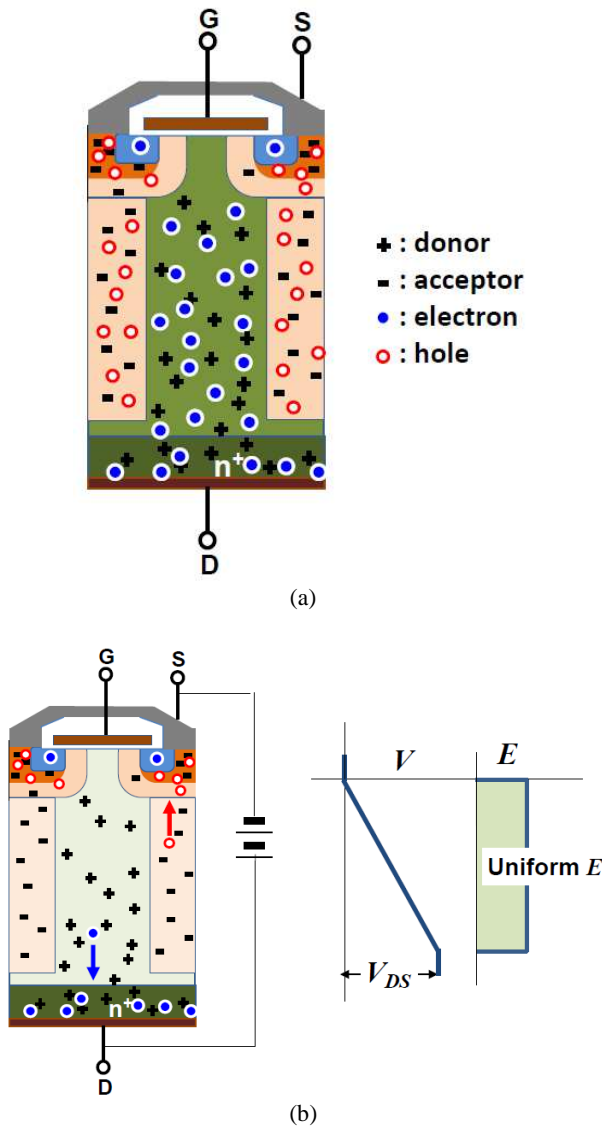 G
S
+ : donor
- : acceptor
: electron
: hole
n+
D
(a)
G
S
V
E
Uniform E
VDS
n+
D
(b)